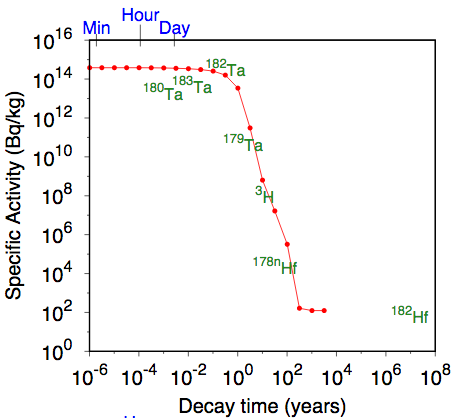 Min Hour Day
10^16
10^14
10^12
10^10
10^8
10^6
10^4
10^2
10^0
Specific Activity (Bq/kg)
180Ta
183Ta
182Ta
179Ta
3H
178nHf
182Hf
10^-6 10^-4 10^-2 10^0 10^2 10^4 10^6 10^8
Decay time (years)